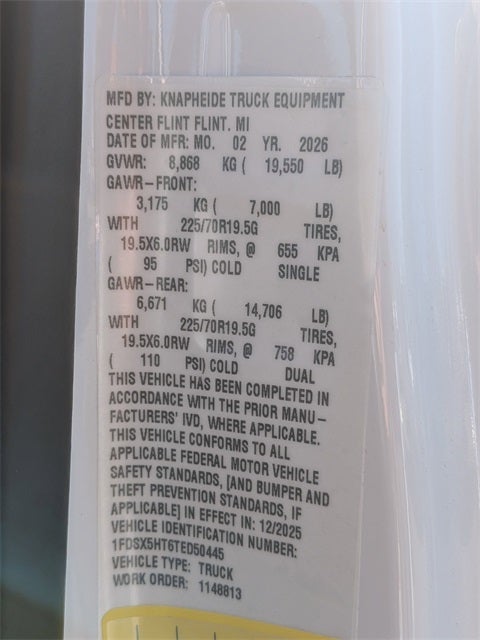 MFD BY: KNAPHEIDE TRUCK EQUIPMENT
CENTER FLINT FLINT. MI
DATE OF MFR: MO. 02 YR. 2026
GVWR: 8,868 KG ( 19,550 LB)
GAWR-FRONT:
3,175 KG ( 7,000 LB)
WITH 225/70R19.5G TIRES,
19.5X6.0RW RIMS, @ 655 KPA
( 95 PSI) COLD SINGLE
GAWR-REAR:
6,671 KG ( 14,706 LB)
WITH 225/70R19.5G TIRES,
19.5X6.0RW RIMS, @ 758 KPA
( 110 PSI) COLD DUAL
THIS VEHICLE HAS BEEN COMPLETED IN
ACCORDANCE WITH THE PRIOR MANU-
FACTURERS' IVD, WHERE APPLICABLE.
THIS VEHICLE CONFORMS TO ALL
APPLICABLE FEDERAL MOTOR VEHICLE
SAFETY STANDARDS, [AND BUMPER AND
THEFT PREVENTION STANDARDS, IF
APPLICABLE] IN EFFECT IN: 12/2025
VEHICLE IDENTIFICATION NUMBER:
1FDSX5HT6TED50445
VEHICLE TYPE: TRUCK
WORK ORDER: 1148813